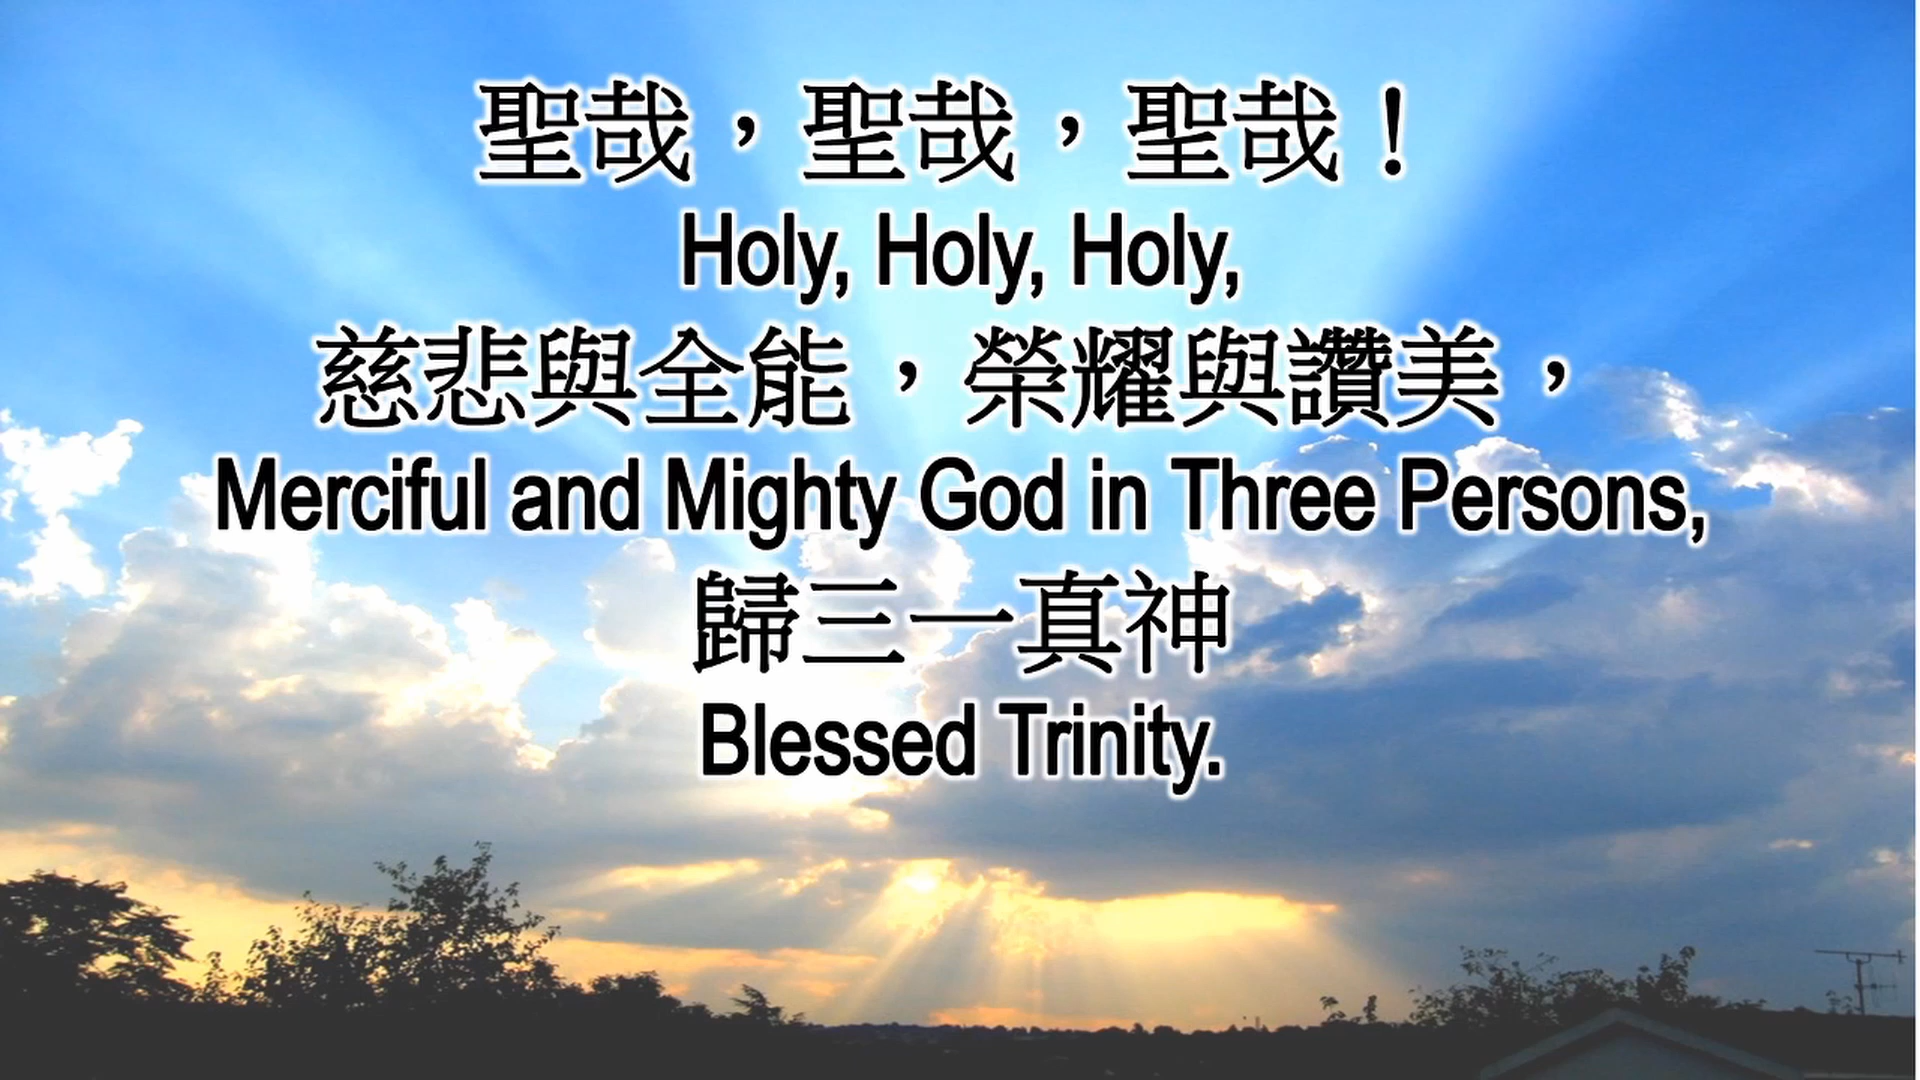 聖哉，聖哉，聖哉！
Holy, Holy, Holy,
慈悲與全能，榮耀與讚美，
Merciful and Mighty God in Three Persons,
歸三一真神
Blessed Trinity.